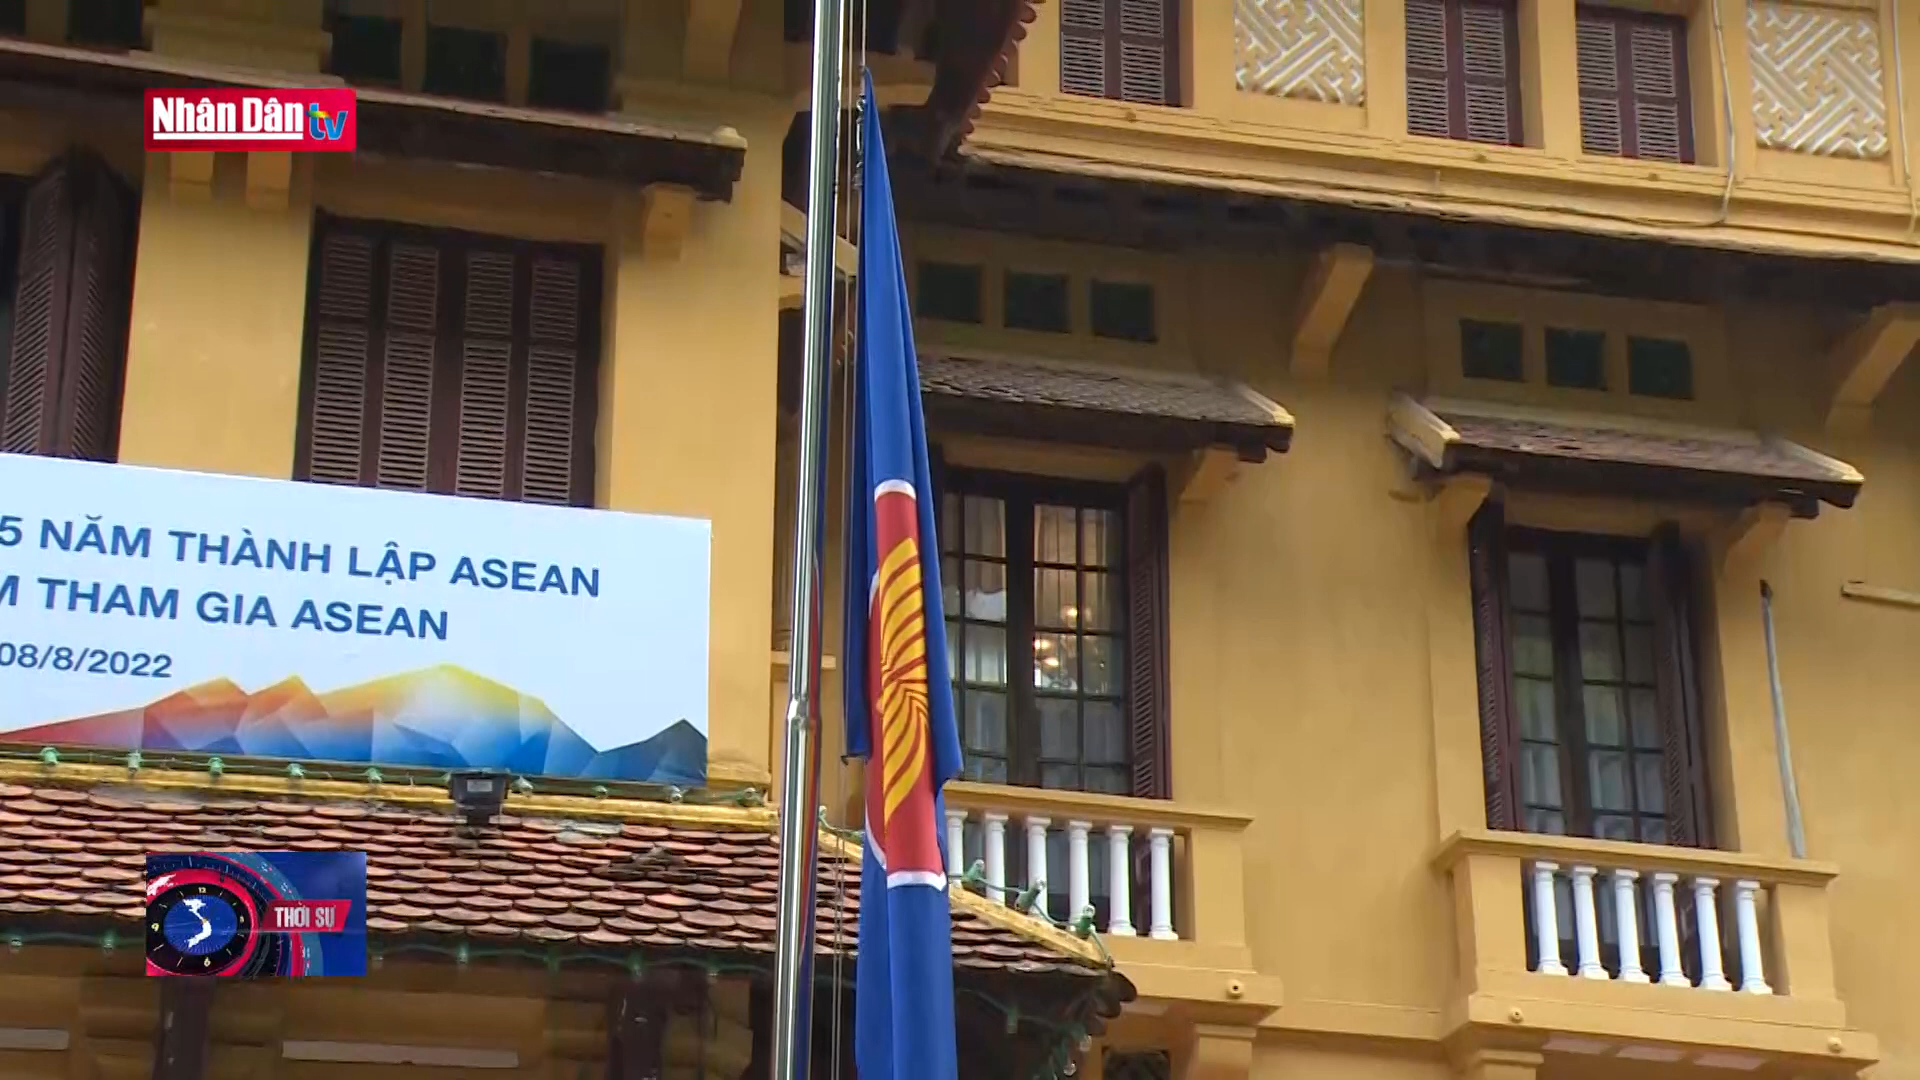 Nhân Dân tv
5 NĂM THÀNH LẬP ASEAN
M THAM GIA ASEAN
08/8/2022
THỜI SỰ